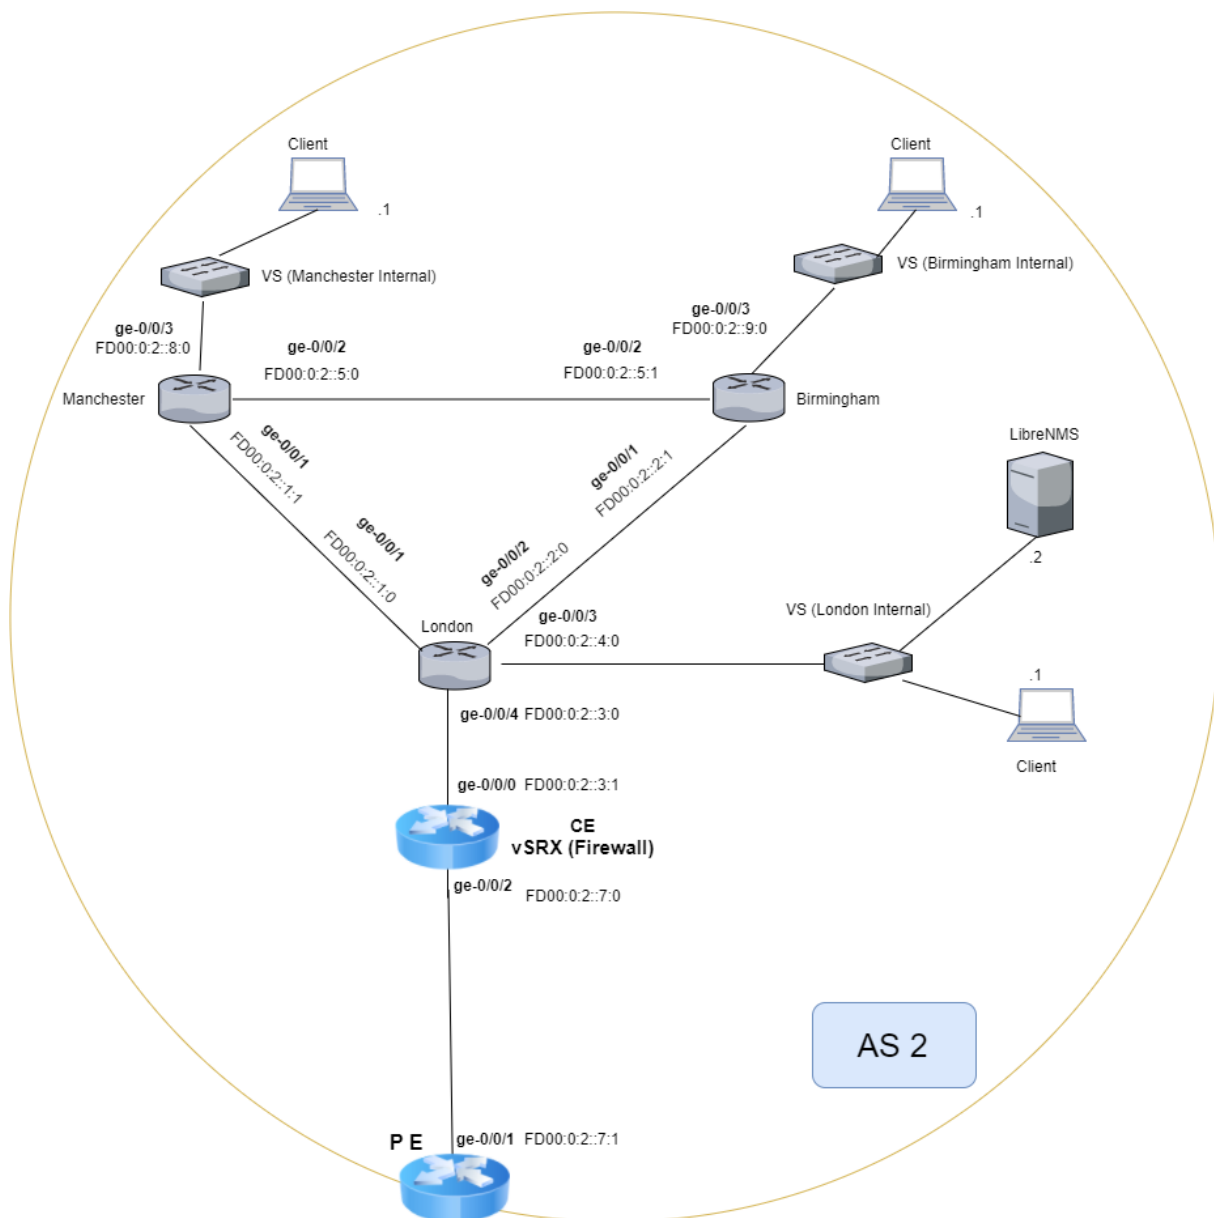 Client
.1
VS (Manchester Internal)
ge-0/0/3
FD00:0:2::8:0
Client
.1
VS (Birmingham Internal)
ge-0/0/3
FD00:0:2::9:0
ge-0/0/2
FD00:0:2::5:0
ge-0/0/2
FD00:0:2::5:1
Manchester
Birmingham
ge-0/0/1
FD00:0:2::1:1
ge-0/0/1
FD00:0:2::1:0
ge-0/0/1
FD00:0:2::2:1
ge-0/0/2
FD00:0:2::2:0
LibreNMS
.2
London
ge-0/0/3
FD00:0:2::4:0
VS (London Internal)
.1
Client
ge-0/0/4 FD00:0:2::3:0
ge-0/0/0 FD00:0:2::3:1
CE
vSRX (Firewall)
ge-0/0/2 FD00:0:2::7:0
AS 2
P E
ge-0/0/1 FD00:0:2::7:1